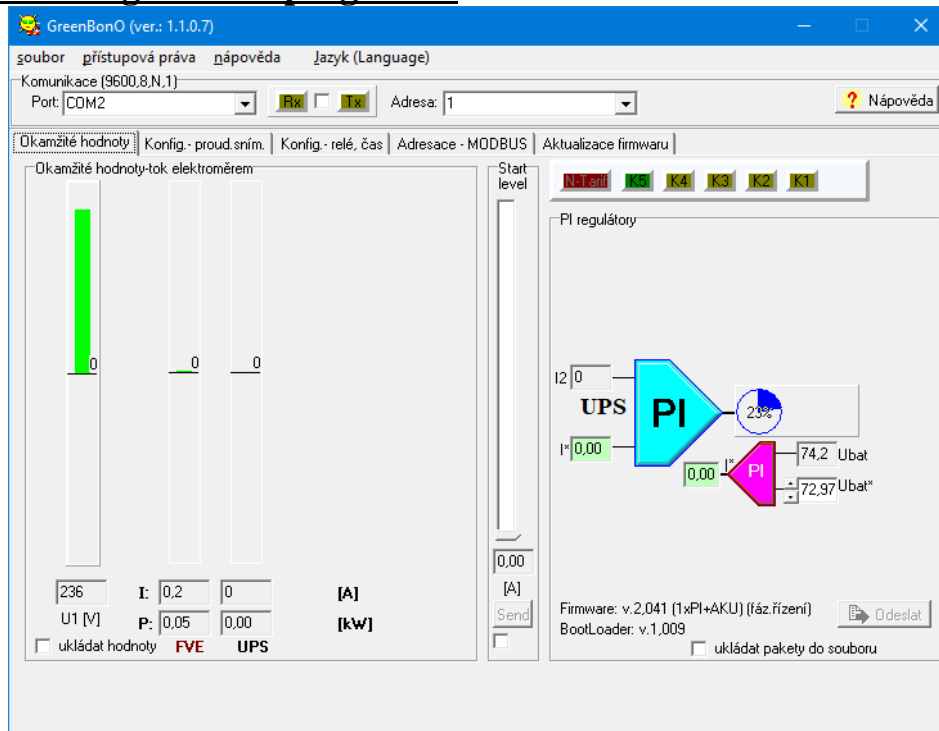 GreenBonO (ver.: 1.1.0.7)
soubor přístupová práva nápověda Jazyk (Language)
Komunikace (9600,8,N,1)
Port: COM2 Rx Tx Adresa: 1 ? Nápověda
Okamžité hodnoty Konfig.- proud.sním. Konfig.- relé, čas Adresace - MODBUS Aktualizace firmwaru
Okamžité hodnoty-tok elektroměrem
0 0 0
236 I: 0,2 0 [A]
U1 [V] P: 0,05 0,00 [kW]
ukládat hodnoty FVE UPS
Start
level
0,00
[A]
Send
N-Tarif K5 K4 K3 K2 K1
PI regulátory
I2 0
UPS PI 23%
I* 0,00
0,00 I* PI 74,2 Ubat
72,97 Ubat*
Firmware: v.2,041 (1xPI+AKU) (fáz.řízení)
BootLoader: v.1,009
Odeslat
ukládat pakety do souboru